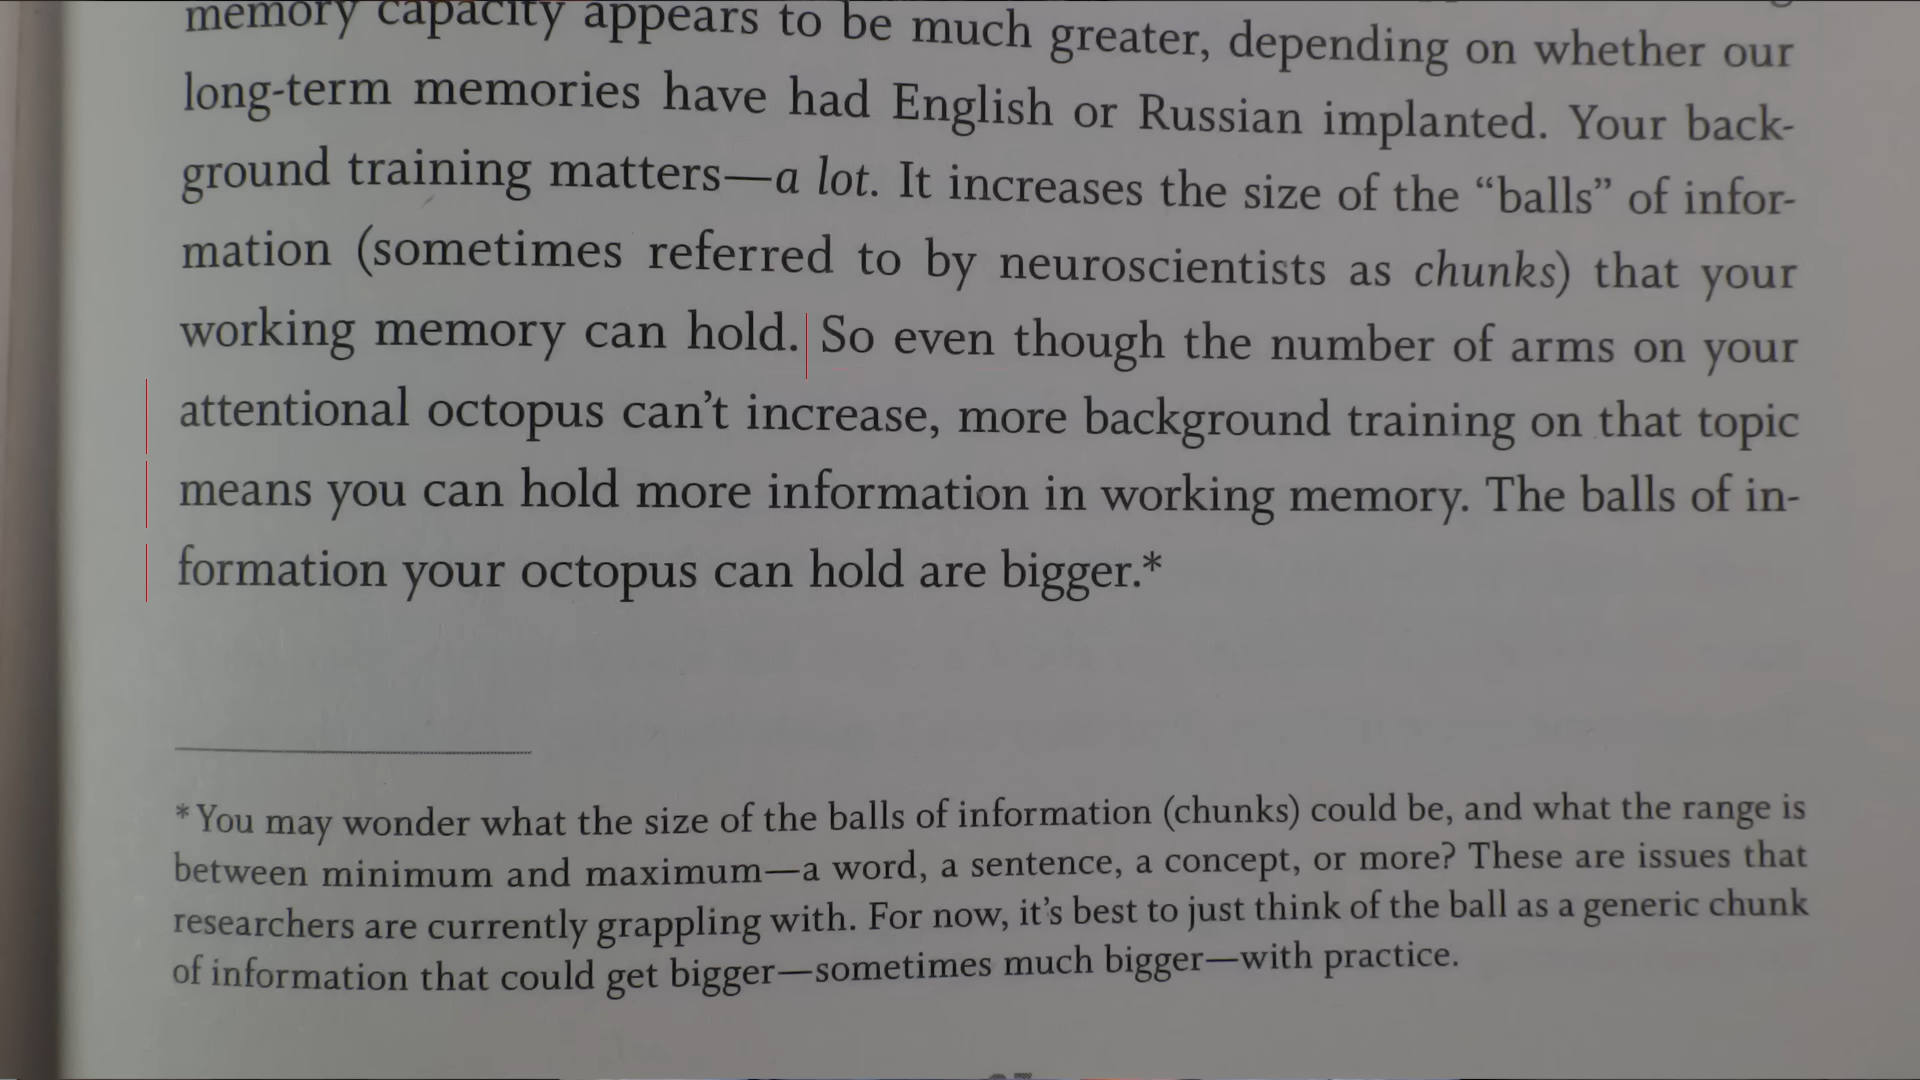 memory capacity appears to be much greater, depending on whether our
long-term memories have had English or Russian implanted. Your back-
ground training matters—a lot. It increases the size of the “balls” of infor-
mation (sometimes referred to by neuroscientists as chunks) that your
working memory can hold. So even though the number of arms on your
attentional octopus can’t increase, more background training on that topic
means you can hold more information in working memory. The balls of in-
formation your octopus can hold are bigger.*
*You may wonder what the size of the balls of information (chunks) could be, and what the range is
between minimum and maximum—a word, a sentence, a concept, or more? These are issues that
researchers are currently grappling with. For now, it’s best to just think of the ball as a generic chunk
of information that could get bigger—sometimes much bigger—with practice.